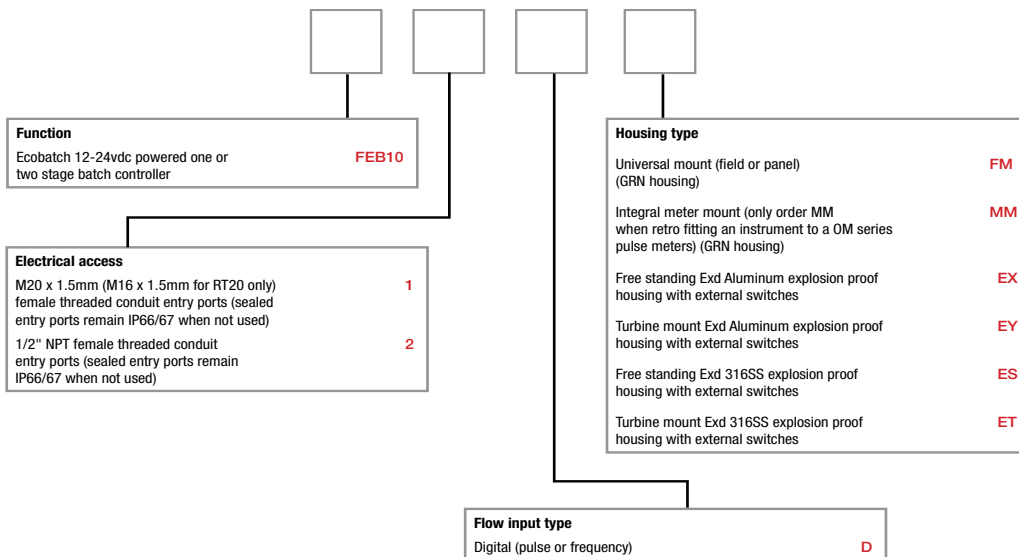 Function
Ecobatch 12-24vdc powered one or FEB10
two stage batch controller
Electrical access
M20 x 1.5mm (M16 x 1.5mm for RT20 only) 1
female threaded conduit entry ports (sealed
entry ports remain IP66/67 when not used)
1/2" NPT female threaded conduit 2
entry ports (sealed entry ports remain
IP66/67 when not used)
Housing type
Universal mount (field or panel) FM
(GRN housing)
Integral meter mount (only order MM MM
when retro fitting an instrument to a OM series
pulse meters) (GRN housing)
Free standing Exd Aluminum explosion proof EX
housing with external switches
Turbine mount Exd Aluminum explosion proof EY
housing with external switches
Free standing Exd 316SS explosion proof ES
housing with external switches
Turbine mount Exd 316SS explosion proof ET
housing with external switches
Flow input type
Digital (pulse or frequency) D